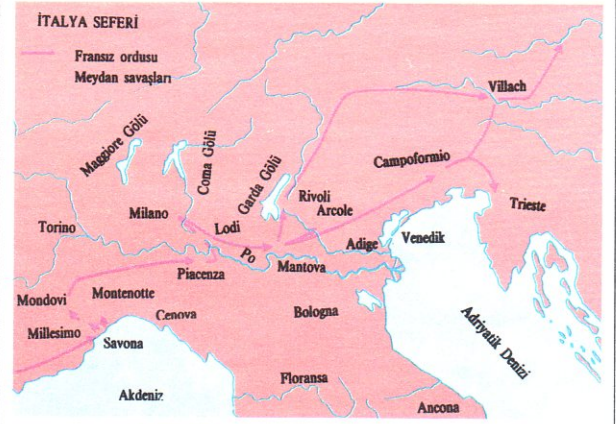 İTALYA SEFERİ
Fransız ordusu
Meydan savaşları
Villach
Maggiore Gölü
Coma Gölü
Garda Gölü
Campoformio
Rivoli
Arcole
Trieste
Torino
Milano
Lodi
Po
Adige
Venedik
Piacenza
Mantova
Mondovi
Montenotte
Cenova
Bologna
Millesimo
Savona
Adriyatik Denizi
Akdeniz
Floransa
Ancona